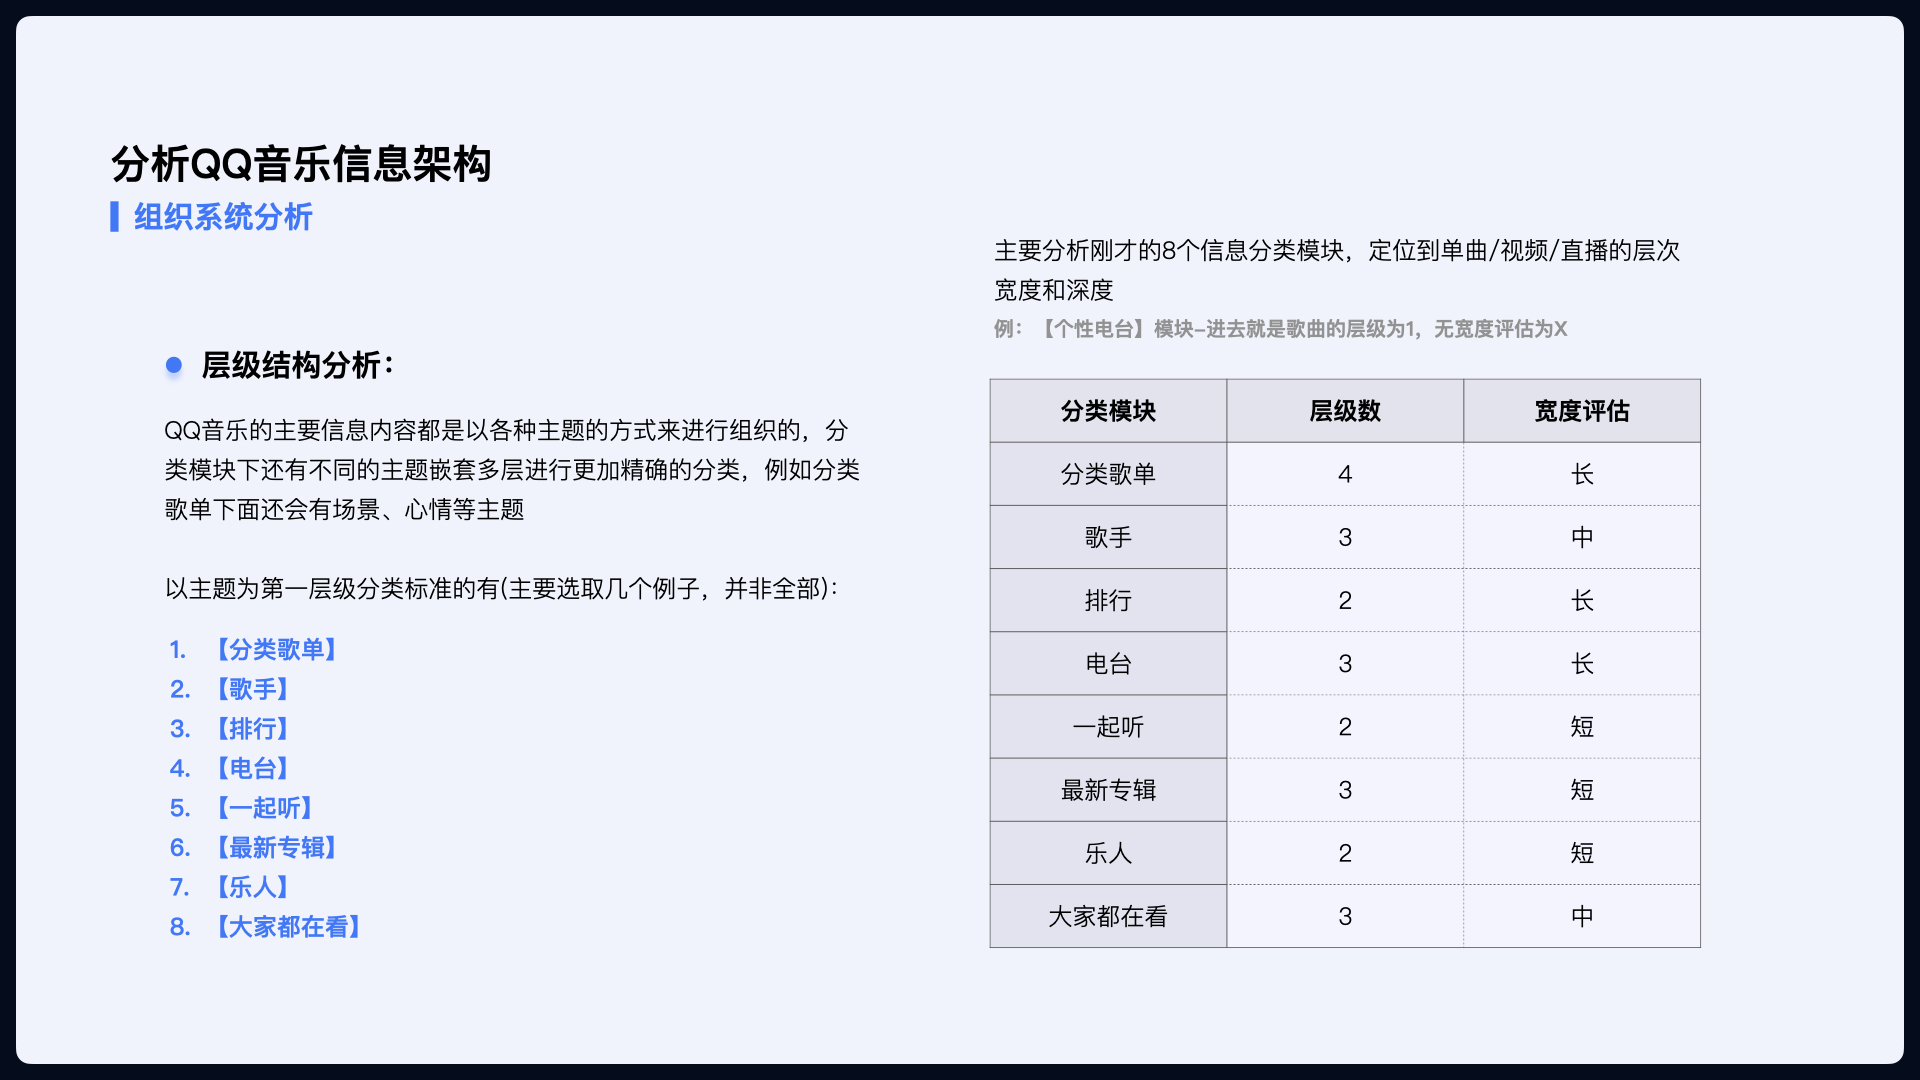 分析QQ音乐信息架构
组织系统分析
层级结构分析：
QQ音乐的主要信息内容都是以各种主题的方式来进行组织的，分
类模块下还有不同的主题嵌套多层进行更加精确的分类，例如分类
歌单下面还会有场景、心情等主题
以主题为第一层级分类标准的有(主要选取几个例子，并非全部)：
1. 【分类歌单】
2. 【歌手】
3. 【排行】
4. 【电台】
5. 【一起听】
6. 【最新专辑】
7. 【乐人】
8. 【大家都在看】
主要分析刚才的8个信息分类模块，定位到单曲/视频/直播的层次
宽度和深度
例：【个性电台】模块–进去就是歌曲的层级为1，无宽度评估为X
分类模块 层级数 宽度评估
分类歌单 4 长
歌手 3 中
排行 2 长
电台 3 长
一起听 2 短
最新专辑 3 短
乐人 2 短
大家都在看 3 中